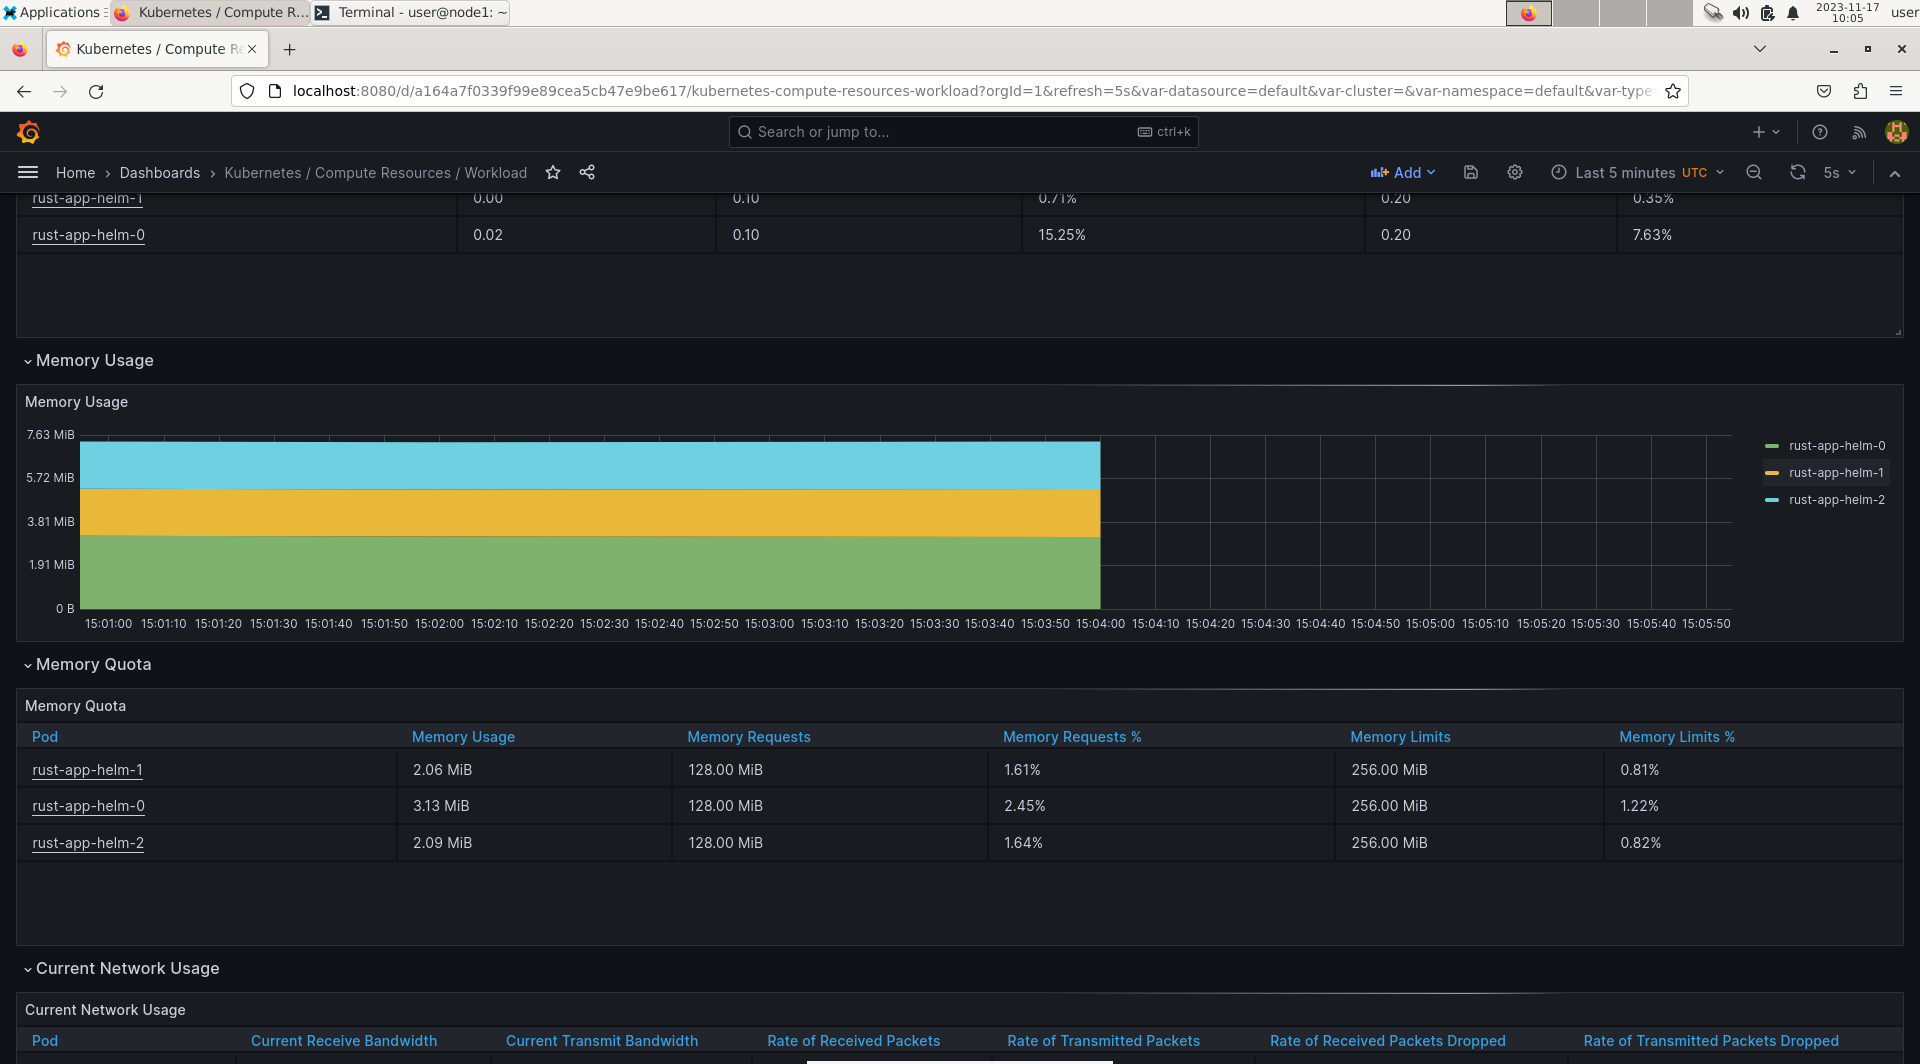 Applications
Kubernetes / Compute R...
Terminal - user@node1: ~
2023-11-17
10:05
user
Kubernetes / Compute Re
localhost:8080/d/a164a7f0339f99e89cea5cb47e9be617/kubernetes-compute-resources-workload?orgId=1&refresh=5s&var-datasource=default&var-cluster=&var-namespace=default&var-type=
Search or jump to...
ctrl+k
Home › Dashboards › Kubernetes / Compute Resources / Workload
Add
Last 5 minutes UTC
5s
rust-app-helm-1 0.00 0.10 0.71% 0.20 0.35%
rust-app-helm-0 0.02 0.10 15.25% 0.20 7.63%
Memory Usage
Memory Usage
7.63 MiB
5.72 MiB
3.81 MiB
1.91 MiB
0 B
rust-app-helm-0
rust-app-helm-1
rust-app-helm-2
15:01:00 15:01:10 15:01:20 15:01:30 15:01:40 15:01:50 15:02:00 15:02:10 15:02:20 15:02:30 15:02:40 15:02:50 15:03:00 15:03:10 15:03:20 15:03:30 15:03:40 15:03:50 15:04:00 15:04:10 15:04:20 15:04:30 15:04:40 15:04:50 15:05:00 15:05:10 15:05:20 15:05:30 15:05:40 15:05:50
Memory Quota
Memory Quota
Pod Memory Usage Memory Requests Memory Requests % Memory Limits Memory Limits %
rust-app-helm-1 2.06 MiB 128.00 MiB 1.61% 256.00 MiB 0.81%
rust-app-helm-0 3.13 MiB 128.00 MiB 2.45% 256.00 MiB 1.22%
rust-app-helm-2 2.09 MiB 128.00 MiB 1.64% 256.00 MiB 0.82%
Current Network Usage
Current Network Usage
Pod Current Receive Bandwidth Current Transmit Bandwidth Rate of Received Packets Rate of Transmitted Packets Rate of Received Packets Dropped Rate of Transmitted Packets Dropped